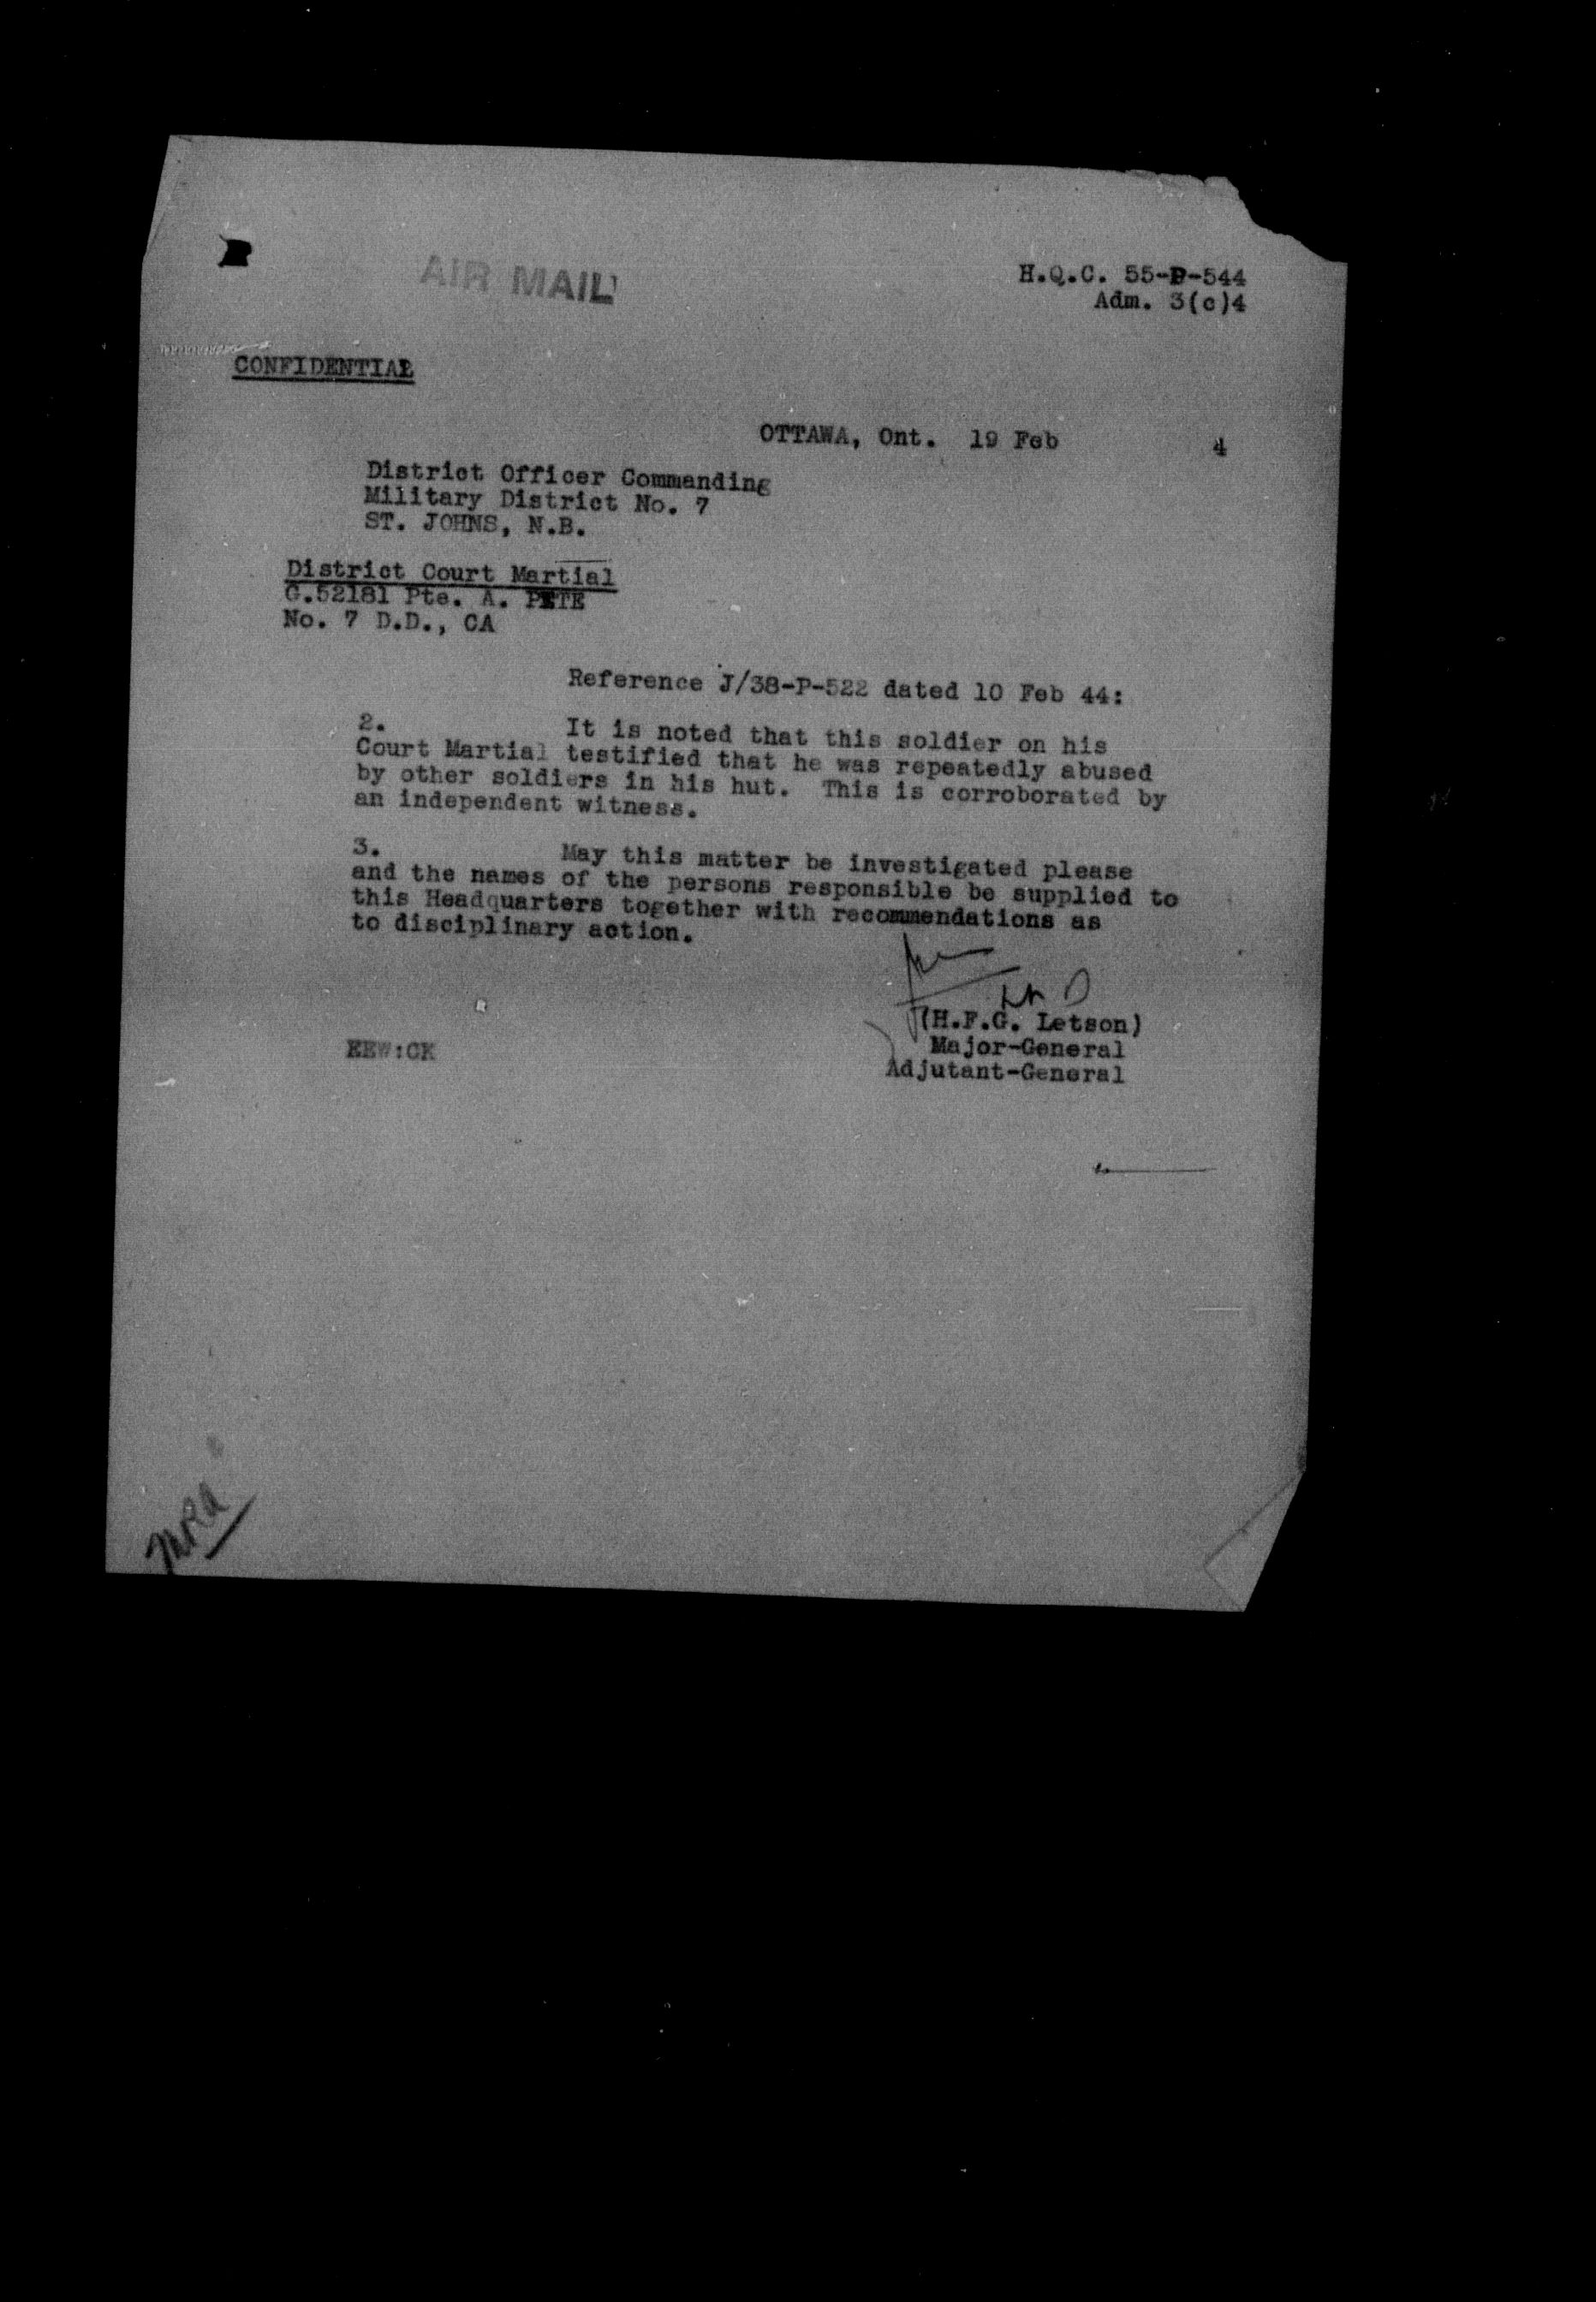 AIR MAIL
H.Q.C. 55-P-544
Adm. 3(c)4
CONFIDENTIAL
OTTAWA, Ont. 19 Feb 4
District Officer Commanding
Military District No. 7
ST. JOHNS, N.B.
District Court Martial
G.52181 Pte. A. PETE
No. 7 D.D., CA
Reference J/38-P-522 dated 10 Feb 44:
2. It is noted that this soldier on his
Court Martial testified that he was repeatedly abused
by other soldiers in his hut. This is corroborated by
an independent witness.
3. May this matter be investigated please
and the names of the persons responsible be supplied to
this Headquarters together with recommendations as
to disciplinary action.
(H.F.G. Letson)
Major-General
Adjutant-General
EEW:CK